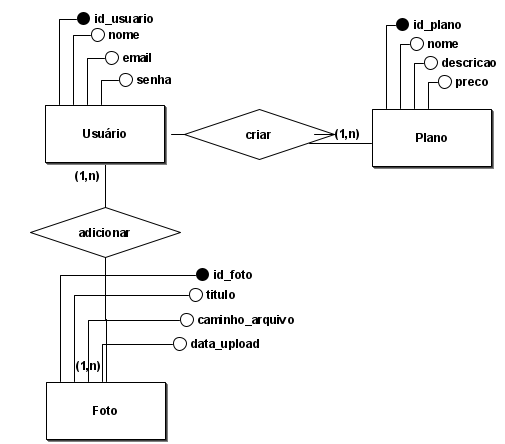 id_usuario
nome
email
senha
Usuário
id_plano
nome
descricao
preco
criar
(1,n)
Plano
(1,n)
adicionar
id_foto
titulo
caminho_arquivo
data_upload
(1,n)
Foto